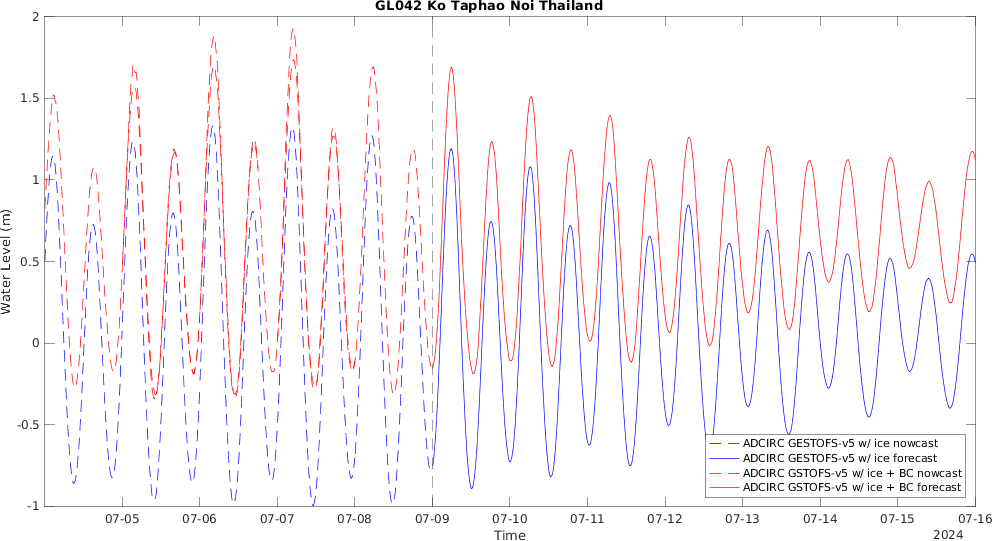 GL042 Ko Taphao Noi Thailand
2
1.5
1
0.5
0
-0.5
-1
Water Level (m)
07-05 07-06 07-07 07-08 07-09 07-10 07-11 07-12 07-13 07-14 07-15 07-16
Time
2024
ADCIRC GESTOFS-v5 w/ ice nowcast
ADCIRC GESTOFS-v5 w/ ice forecast
ADCIRC GSTOFS-v5 w/ ice + BC nowcast
ADCIRC GSTOFS-v5 w/ ice + BC forecast